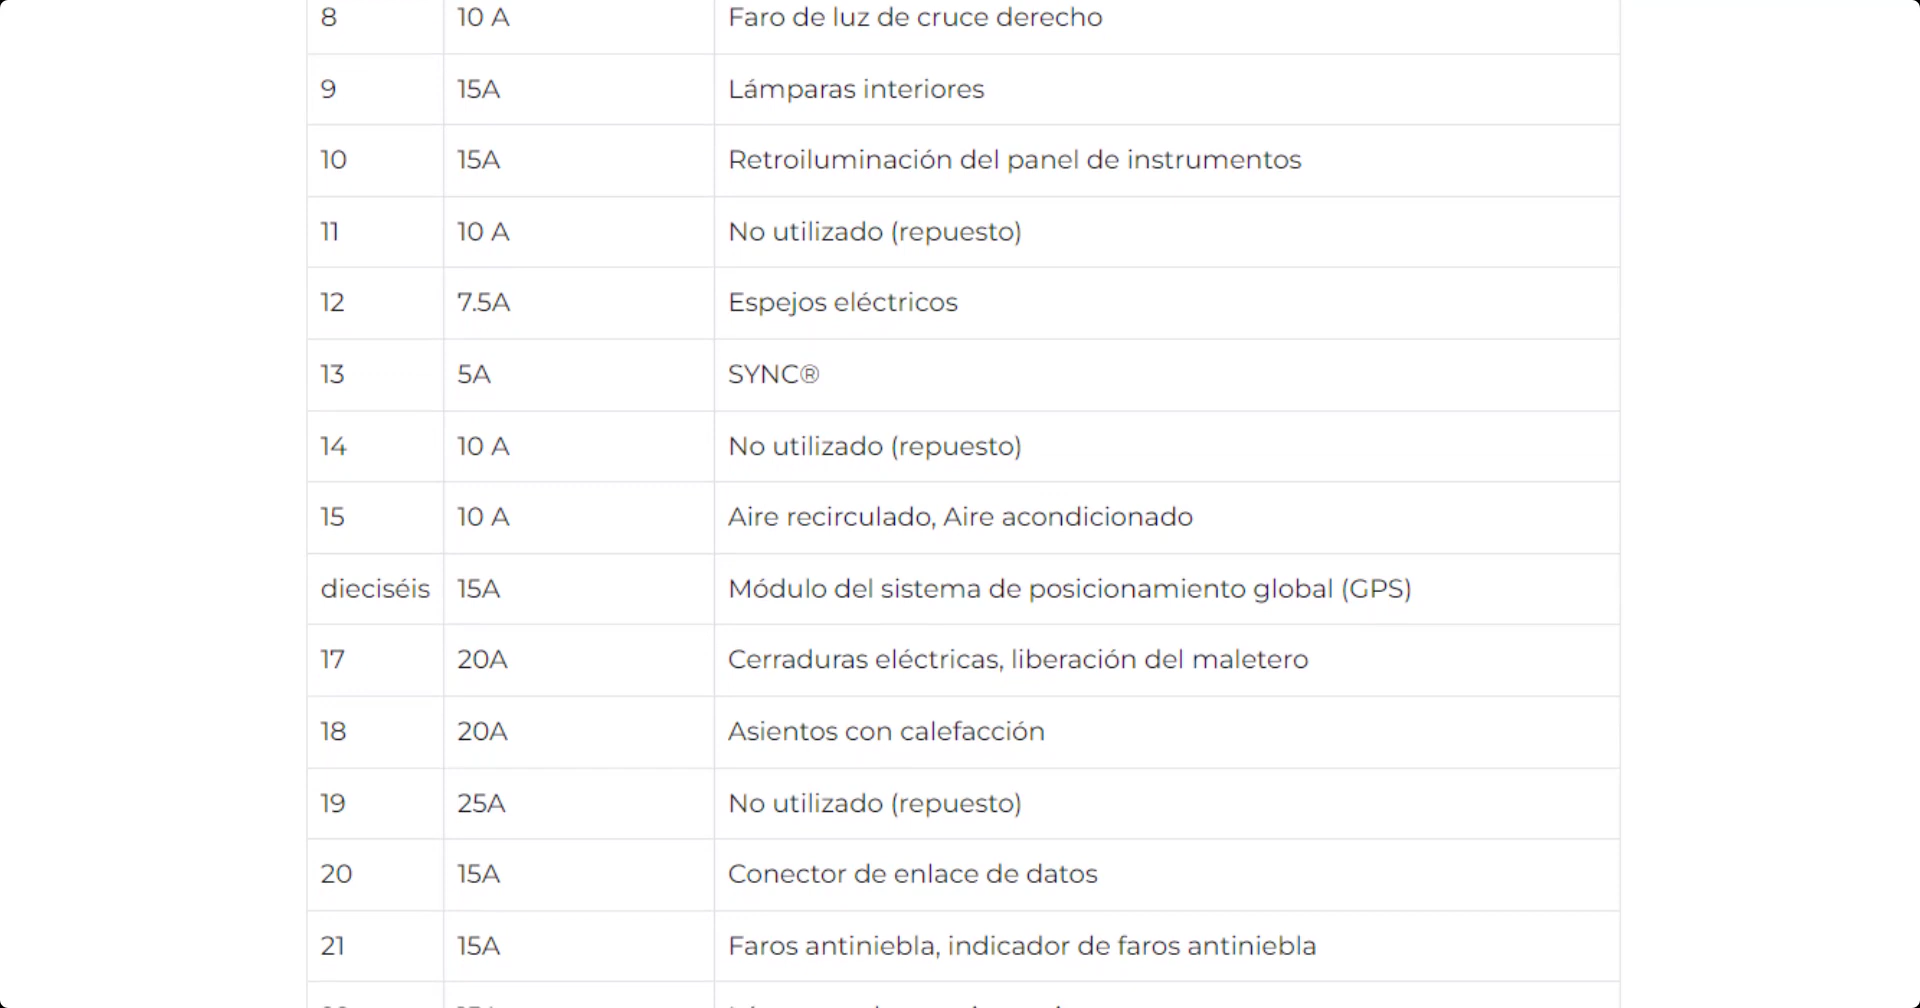 8 10 A Faro de luz de cruce derecho
9 15A Lámparas interiores
10 15A Retroiluminación del panel de instrumentos
11 10 A No utilizado (repuesto)
12 7.5A Espejos eléctricos
13 5A SYNC®
14 10 A No utilizado (repuesto)
15 10 A Aire recirculado, Aire acondicionado
dieciséis 15A Módulo del sistema de posicionamiento global (GPS)
17 20A Cerraduras eléctricas, liberación del maletero
18 20A Asientos con calefacción
19 25A No utilizado (repuesto)
20 15A Conector de enlace de datos
21 15A Faros antiniebla, indicador de faros antiniebla